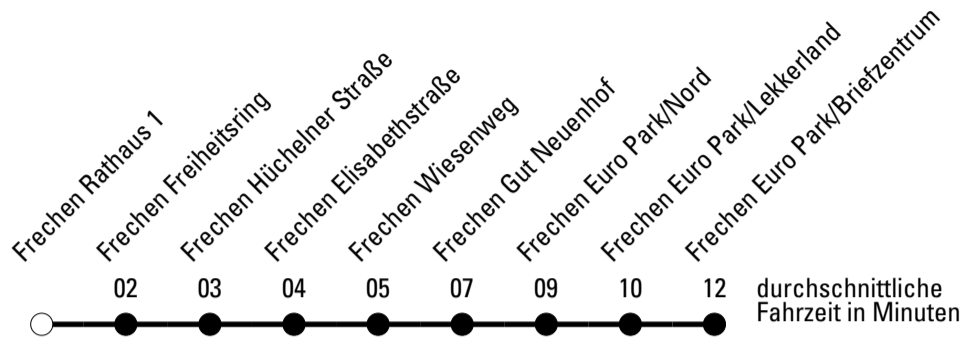 Frechen Rathaus 1
Frechen Freiheitsring
Frechen Hüchelner Straße
Frechen Elisabethstraße
Frechen Wiesenweg
Frechen Gut Neuenhof
Frechen Euro Park/Nord
Frechen Euro Park/Lekkerland
Frechen Euro Park/Briefzentrum
02 03 04 05 07 09 10 12
durchschnittliche
Fahrzeit in Minuten